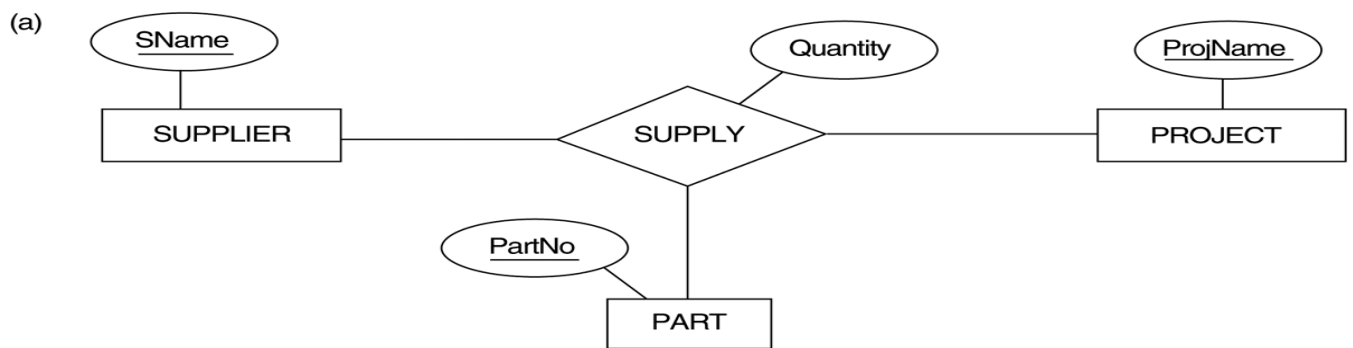 (a)
SName
Quantity
ProjName
SUPPLIER
SUPPLY
PROJECT
PartNo
PART